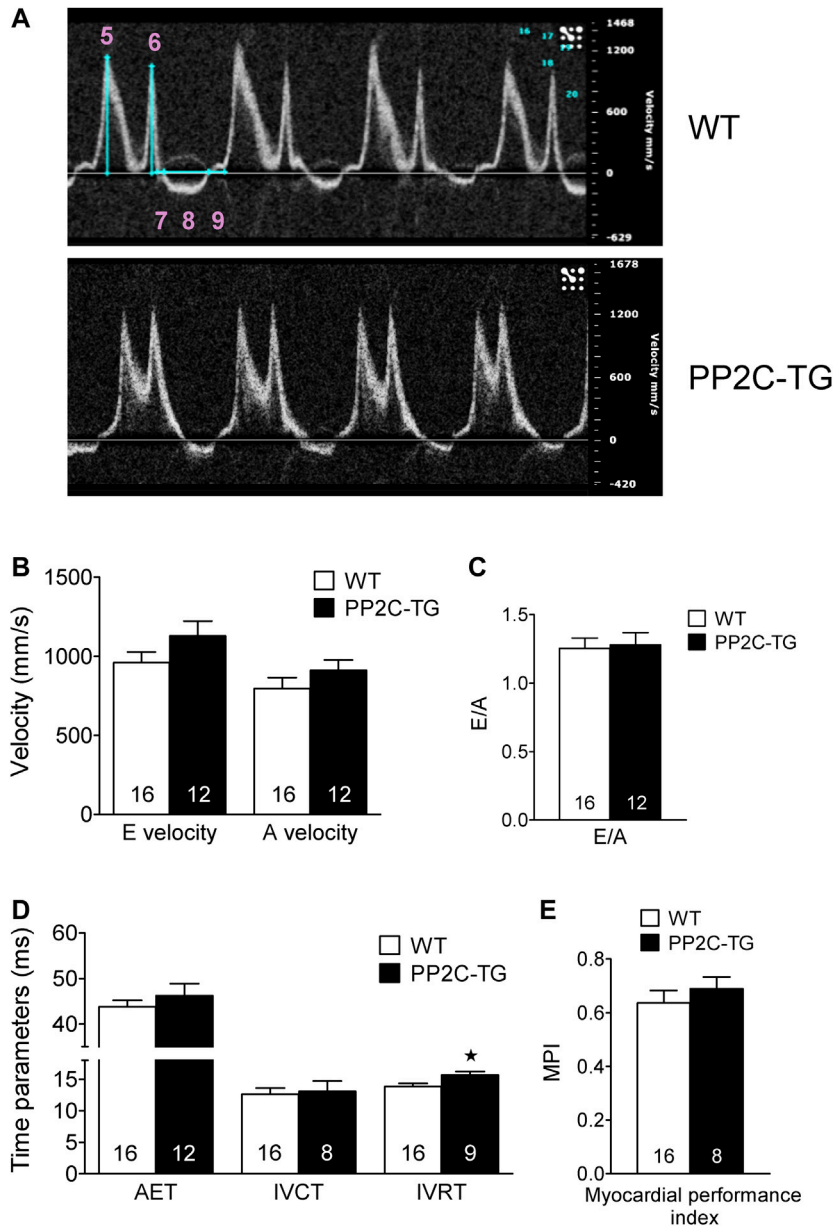 A
5 6
7 8 9
16 17
18
20
1468
1200
600
0
-629
Velocity mm/s
WT
1678
1200
600
0
-420
Velocity mm/s
PP2C-TG
B
1500
1000
500
0
Velocity (mm/s)
WT
PP2C-TG
16 12 16 12
E velocity A velocity
C
1.5
1.0
0.5
0.0
E/A
WT
PP2C-TG
16 12
E/A
D
60
50
40
15
10
5
0
Time parameters (ms)
WT
PP2C-TG
★
16 12 16 8 16 9
AET IVCT IVRT
E
WT
PP2C-TG
0.8
0.6
0.4
0.2
0.0
MPI
16 8
Myocardial performance
index